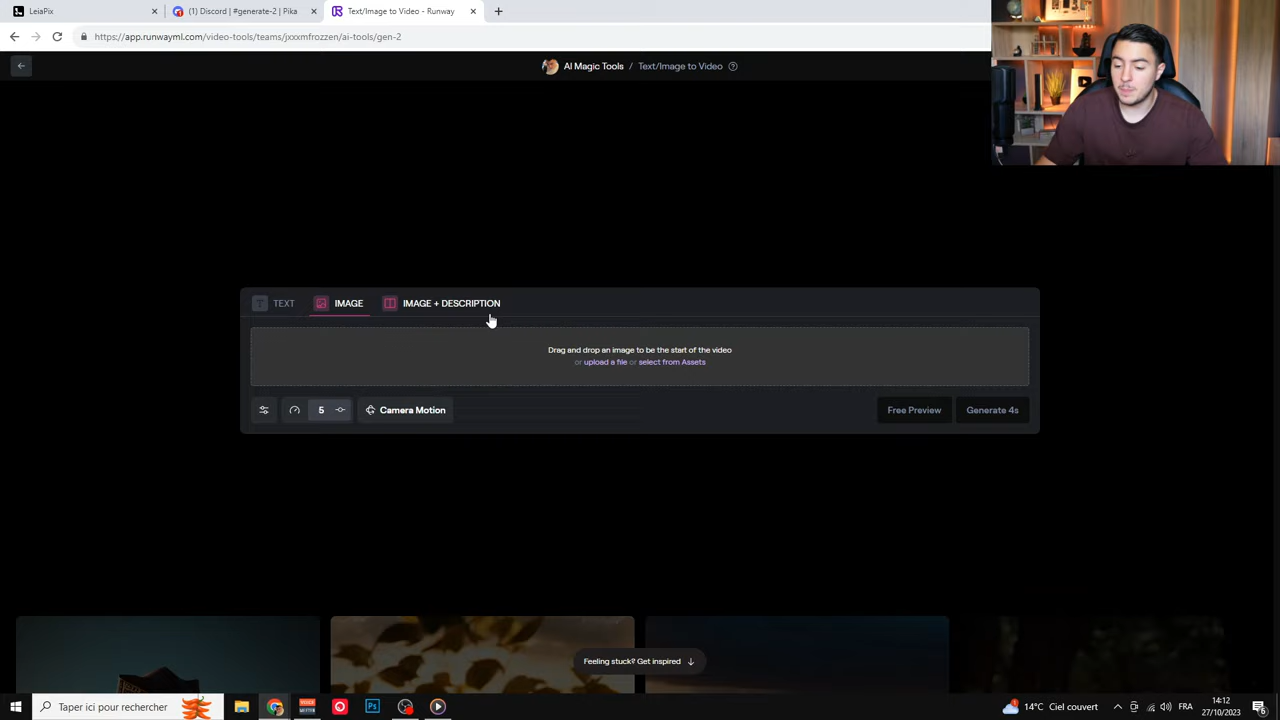 LeiaPix
(1) Discord | #generate-2 | Pika
Text/Image to Video - Runway
https://app.runwayml.com/video-tools/teams/jxxxmfrozzen/ai-tools/gen-2
AI Magic Tools / Text/Image to Video
T TEXT
IMAGE
IMAGE + DESCRIPTION
Drag and drop an image to be the start of the video
or upload a file or select from Assets
5
Camera Motion
Free Preview
Generate 4s
Feeling stuck? Get inspired
Taper ici pour rechercher
Ps
14°C Ciel couvert
FRA
14:12
27/10/2023